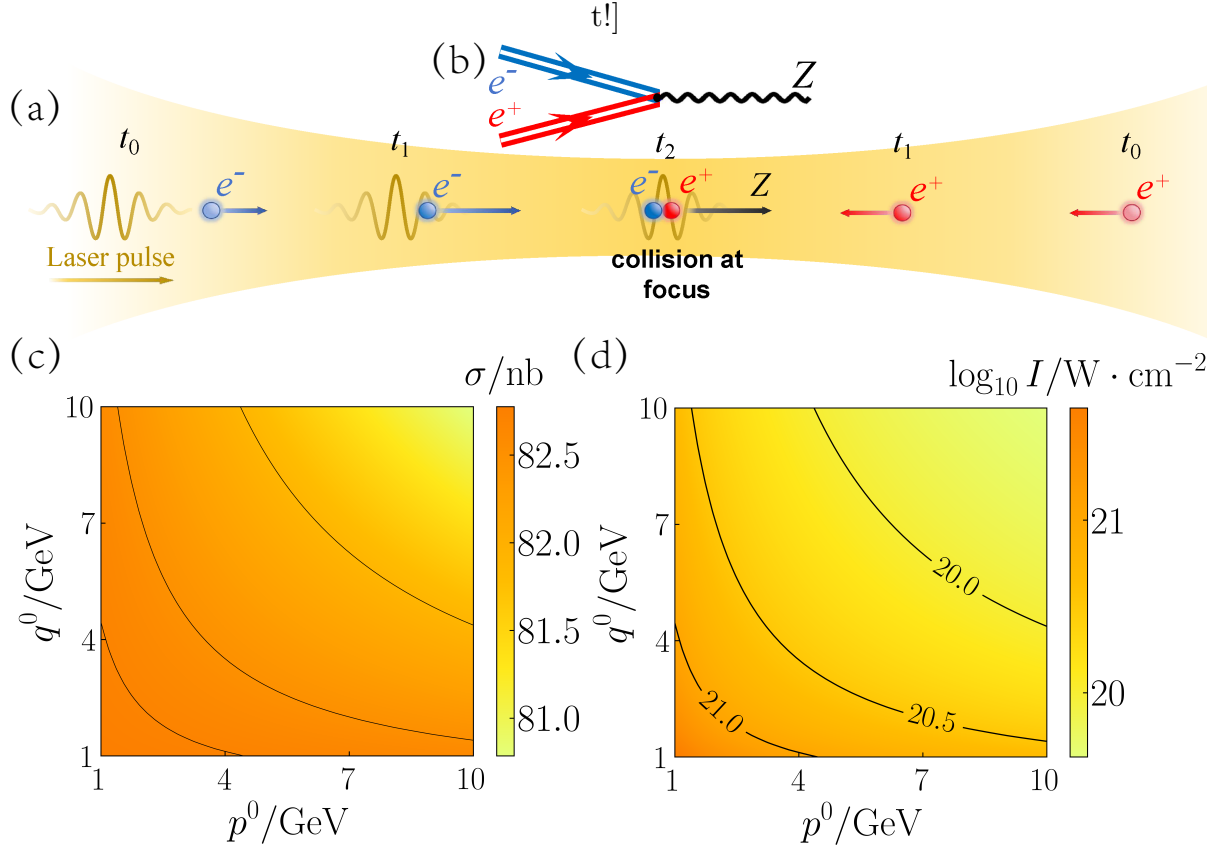 t!]
(b)
e⁻
e⁺
Z
(a)
t₀
t₁
t₂
t₁
t₀
e⁻
e⁻
e⁻
e⁺
Z
e⁺
e⁺
Laser pulse
collision at
focus
(c)
σ/nb
10
7
4
1
q⁰/GeV
1
4
7
10
p⁰/GeV
82.5
82.0
81.5
81.0
(d)
log₁₀ I/W · cm⁻²
10
7
4
1
q⁰/GeV
20.0
20.5
21.0
1
4
7
10
p⁰/GeV
21
20